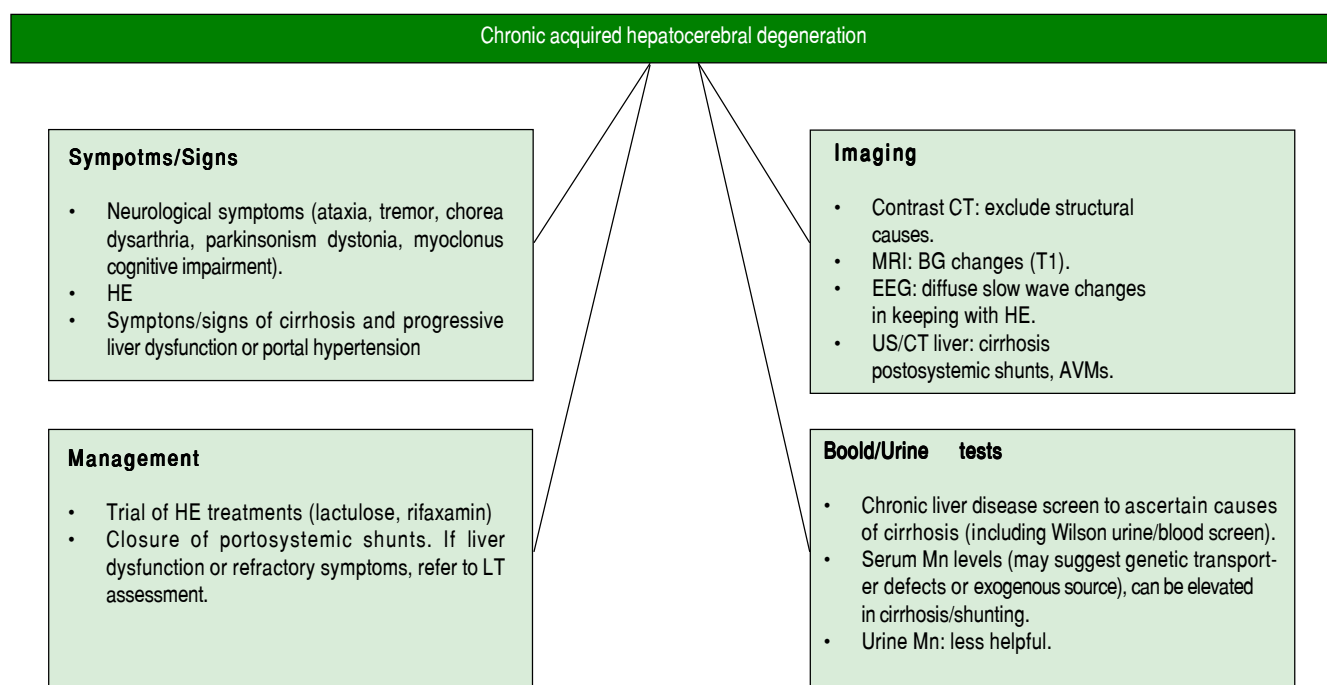 Chronic acquired hepatocerebral degeneration
Sympotms/Signs
• Neurological symptoms (ataxia, tremor, chorea
dysarthria, parkinsonism dystonia, myoclonus
cognitive impairment).
• HE
• Symptons/signs of cirrhosis and progressive
liver dysfunction or portal hypertension
Imaging
• Contrast CT: exclude structural
causes.
• MRI: BG changes (T1).
• EEG: diffuse slow wave changes
in keeping with HE.
• US/CT liver: cirrhosis
postosystemic shunts, AVMs.
Management
• Trial of HE treatments (lactulose, rifaxamin)
• Closure of portosystemic shunts. If liver
dysfunction or refractory symptoms, refer to LT
assessment.
Boold/Urine tests
• Chronic liver disease screen to ascertain causes
of cirrhosis (including Wilson urine/blood screen).
• Serum Mn levels (may suggest genetic transport-
er defects or exogenous source), can be elevated
in cirrhosis/shunting.
• Urine Mn: less helpful.